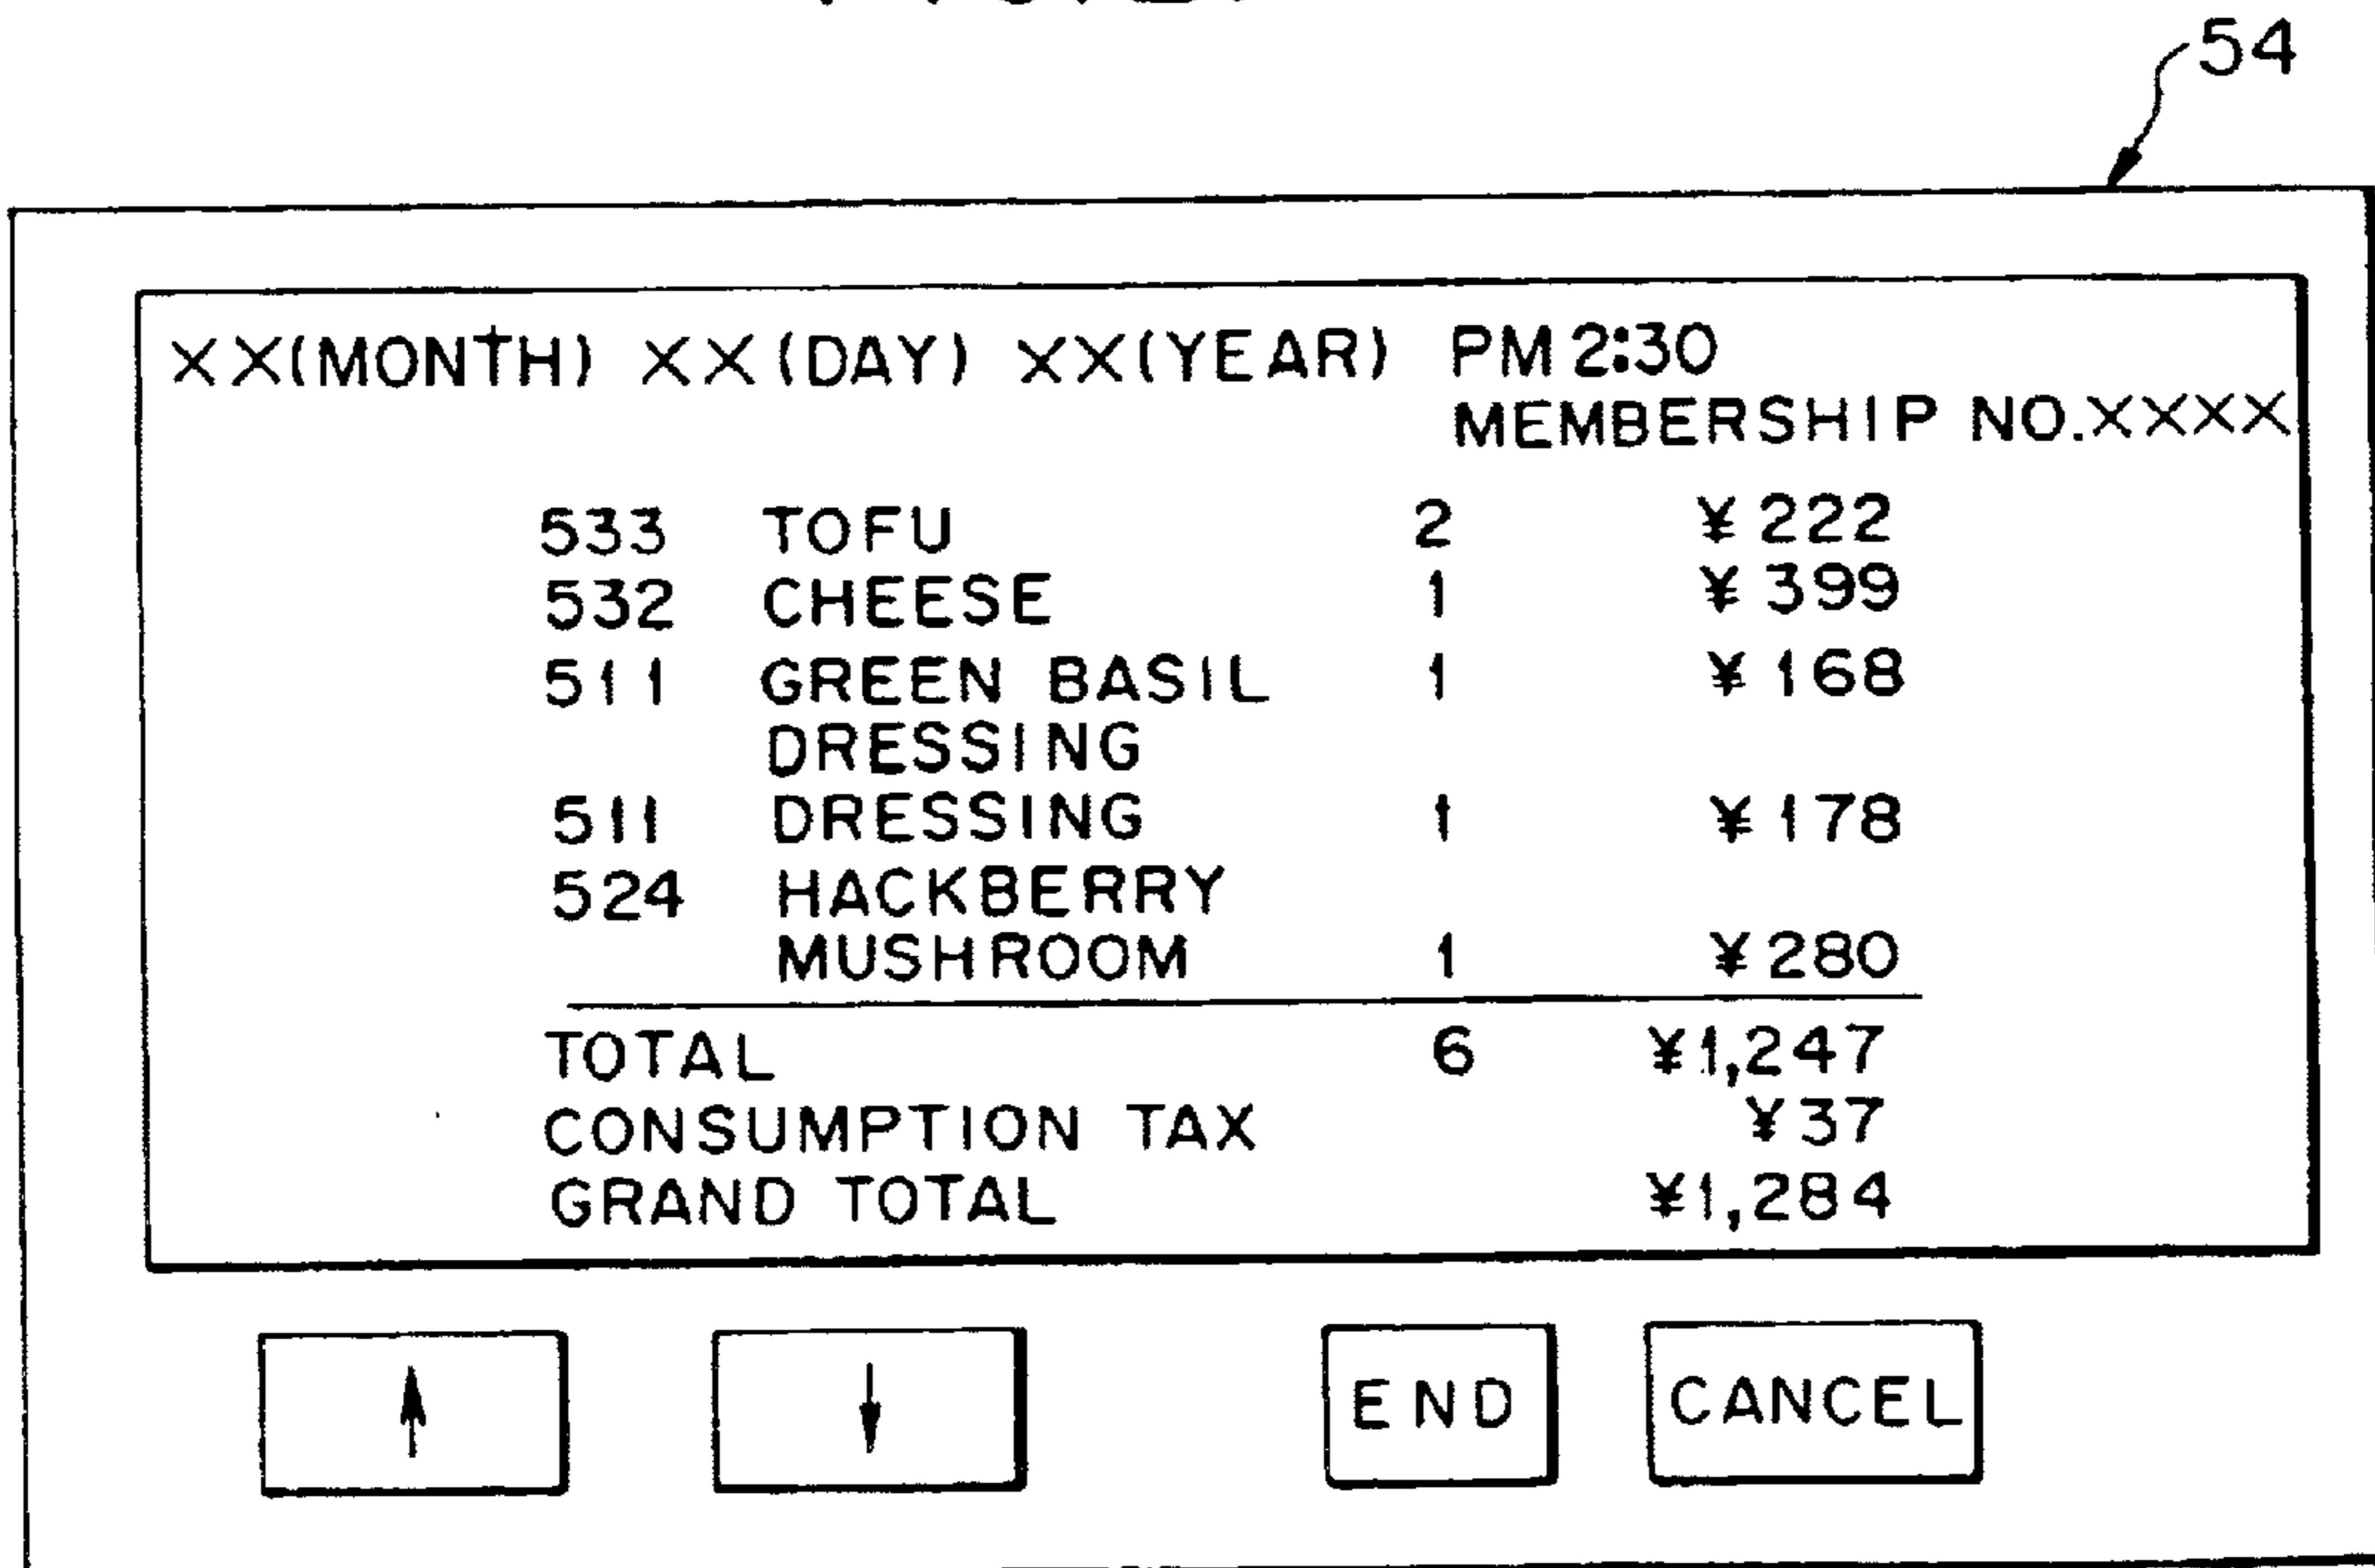 54
XX(MONTH) XX(DAY) XX(YEAR) PM 2:30
MEMBERSHIP NO.XXXX
533 TOFU 2 ¥222
532 CHEESE 1 ¥399
511 GREEN BASIL 1 ¥168
DRESSING
511 DRESSING 1 ¥178
524 HACKBERRY
MUSHROOM 1 ¥280
TOTAL 6 ¥1,247
CONSUMPTION TAX ¥37
GRAND TOTAL ¥1,284
↑ ↓ END CANCEL